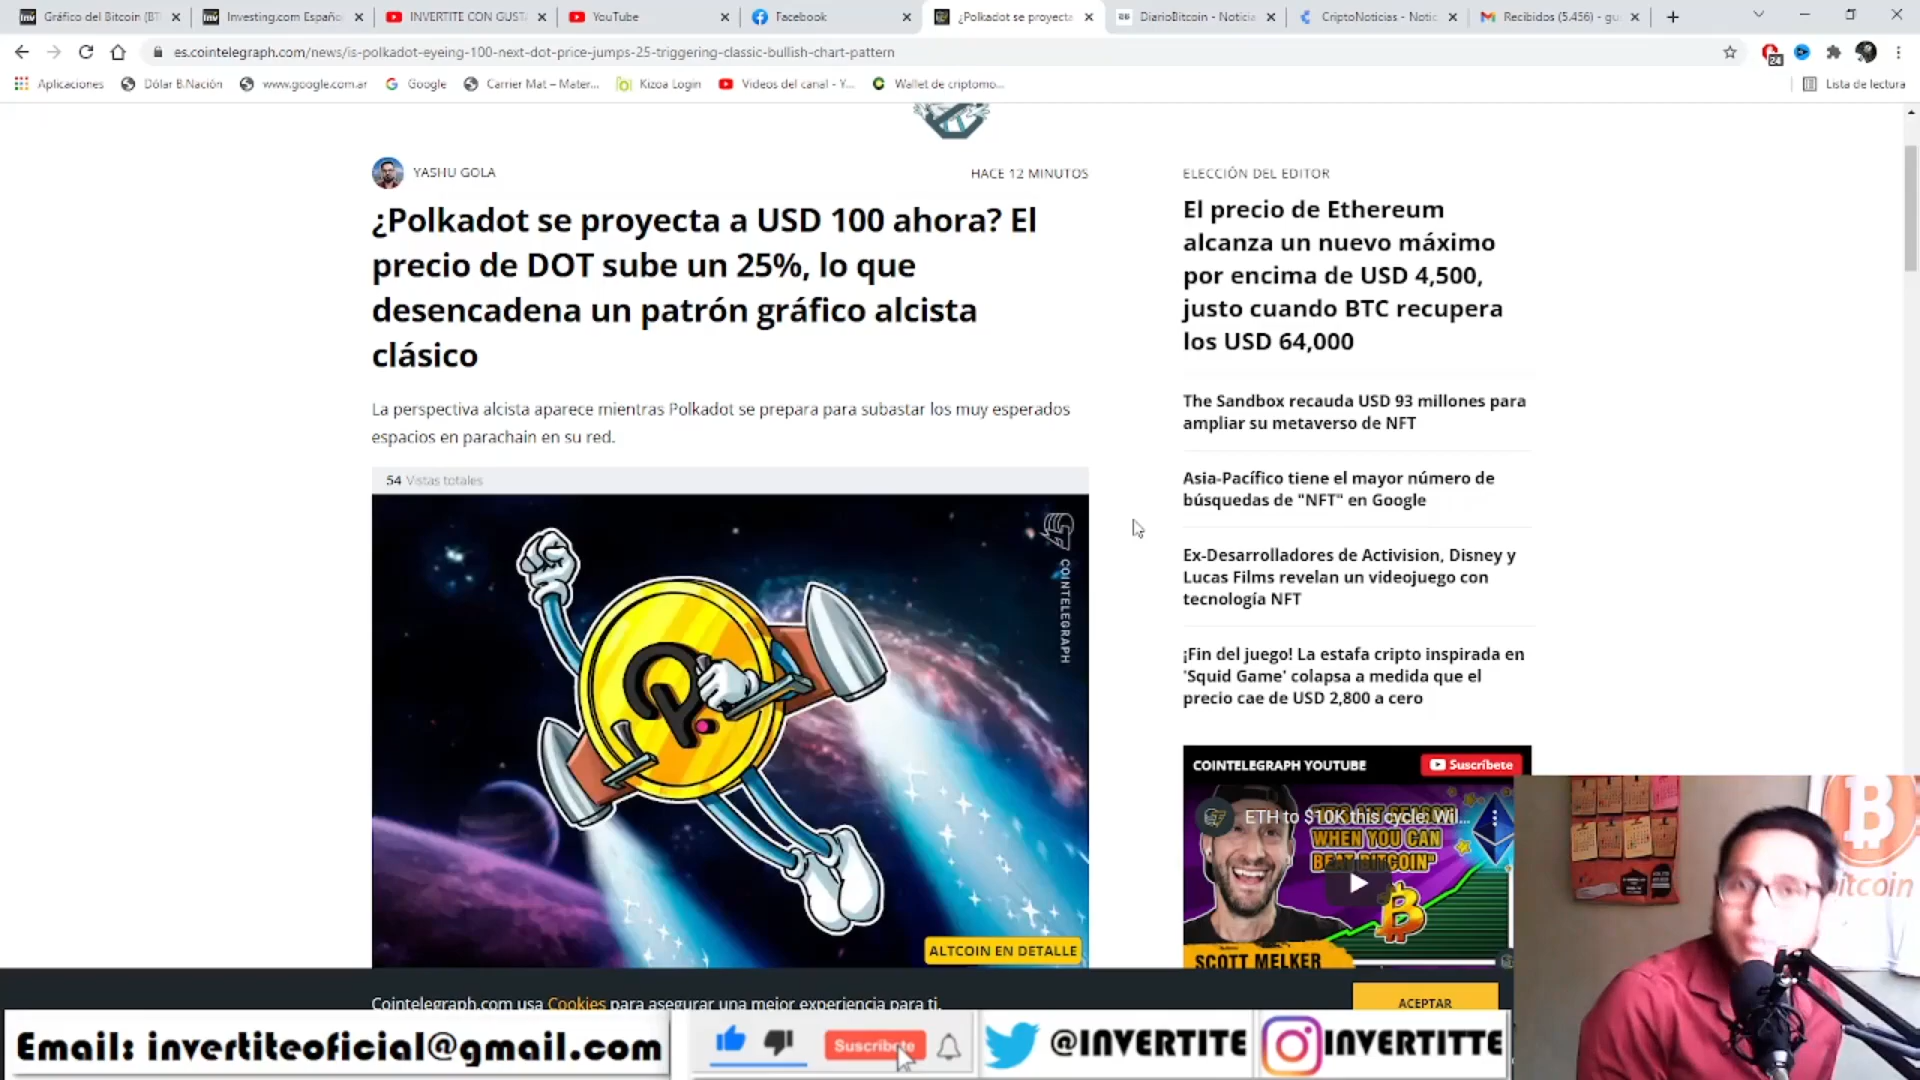 Gráfico del Bitcoin (BT
Investing.com Españo
INVERTITE CON GUST
YouTube
Facebook
¿Polkadot se proyecta
DiarioBitcoin - Noticia
CriptoNoticias - Notic
Recibidos (5.456) - gu
es.cointelegraph.com/news/is-polkadot-eyeing-100-next-dot-price-jumps-25-triggering-classic-bullish-chart-pattern
24
Aplicaciones
Dólar B.Nación
www.google.com.ar
Google
Carrier Mat – Mater...
Kizoa Login
Videos del canal - Y...
Wallet de criptomo...
Lista de lectura
YASHU GOLA
HACE 12 MINUTOS
¿Polkadot se proyecta a USD 100 ahora? El
precio de DOT sube un 25%, lo que
desencadena un patrón gráfico alcista
clásico
La perspectiva alcista aparece mientras Polkadot se prepara para subastar los muy esperados
espacios en parachain en su red.
54 Vistas totales
COINTELEGRAPH
ALTCOIN EN DETALLE
ELECCIÓN DEL EDITOR
El precio de Ethereum
alcanza un nuevo máximo
por encima de USD 4,500,
justo cuando BTC recupera
los USD 64,000
The Sandbox recauda USD 93 millones para
ampliar su metaverso de NFT
Asia-Pacífico tiene el mayor número de
búsquedas de "NFT" en Google
Ex-Desarrolladores de Activision, Disney y
Lucas Films revelan un videojuego con
tecnología NFT
¡Fin del juego! La estafa cripto inspirada en
'Squid Game' colapsa a medida que el
precio cae de USD 2,800 a cero
COINTELEGRAPH YOUTUBE
Suscríbete
ETH to $10K this cycle: Wil...
WHEN YOU CAN
BEAT BITCOIN"
SCOTT MELKER
bitcoin
Cointelegraph.com usa Cookies para asegurar una mejor experiencia para ti.
ACEPTAR
Email: invertiteoficial@gmail.com
Suscríbete
@INVERTITE
INVERTITTE